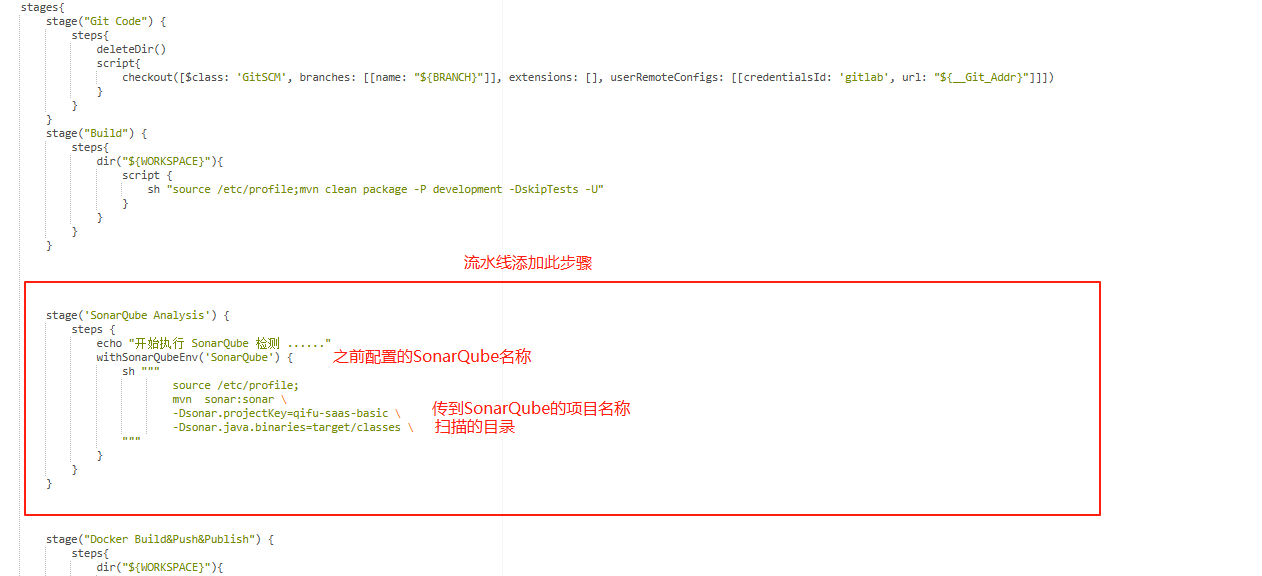 stages{
stage("Git Code") {
steps{
deleteDir()
script{
checkout([$class: 'GitSCM', branches: [[name: "${BRANCH}"]], extensions: [], userRemoteConfigs: [[credentialsId: 'gitlab', url: "${__Git_Addr}"]]])
}
}
}
stage("Build") {
steps{
dir("${WORKSPACE}"){
script {
sh "source /etc/profile;mvn clean package -P development -DskipTests -U"
}
}
}
}
流水线添加此步骤
stage('SonarQube Analysis') {
steps {
echo "开始执行 SonarQube 检测 ......"
withSonarQubeEnv('SonarQube') { 之前配置的SonarQube名称
sh """
source /etc/profile;
mvn  sonar:sonar \
-Dsonar.projectKey=qifu-saas-basic \ 传到SonarQube的项目名称
-Dsonar.java.binaries=target/classes \ 扫描的目录
"""
}
}
}
stage("Docker Build&Push&Publish") {
steps{
dir("${WORKSPACE}"){